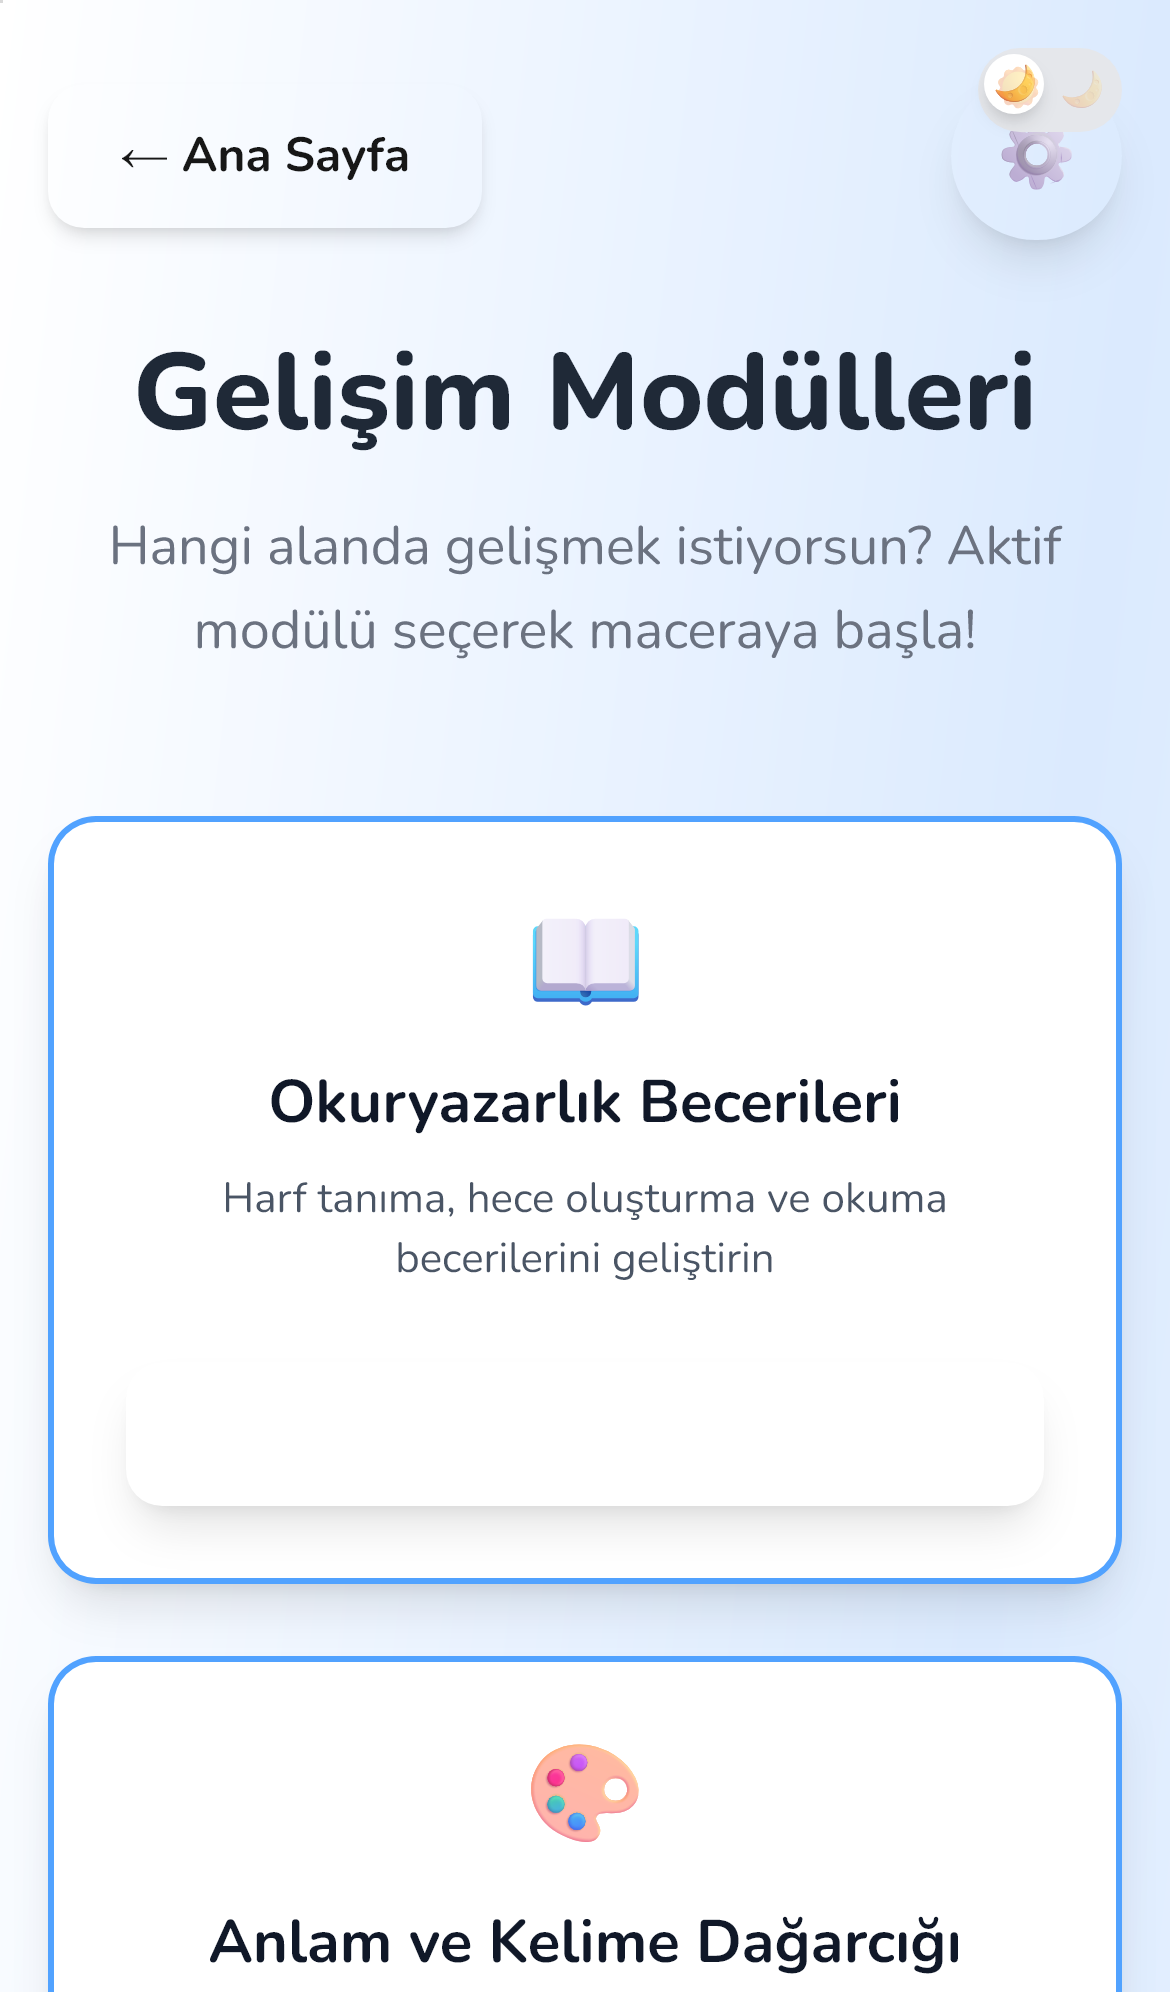 ← Ana Sayfa
Gelişim Modülleri
Hangi alanda gelişmek istiyorsun? Aktif
modülü seçerek maceraya başla!
Okuryazarlık Becerileri
Harf tanıma, hece oluşturma ve okuma
becerilerini geliştirin
Anlam ve Kelime Dağarcığı